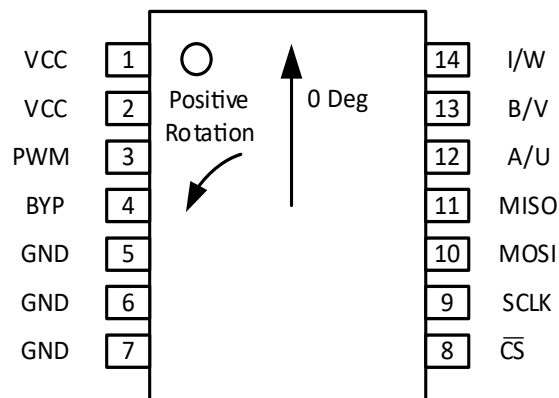 VCC 1 14 I/W
VCC 2 Positive 0 Deg 13 B/V
PWM 3 Rotation 12 A/U
BYP 4 11 MISO
GND 5 10 MOSI
GND 6 9 SCLK
GND 7 8 C̅S̅